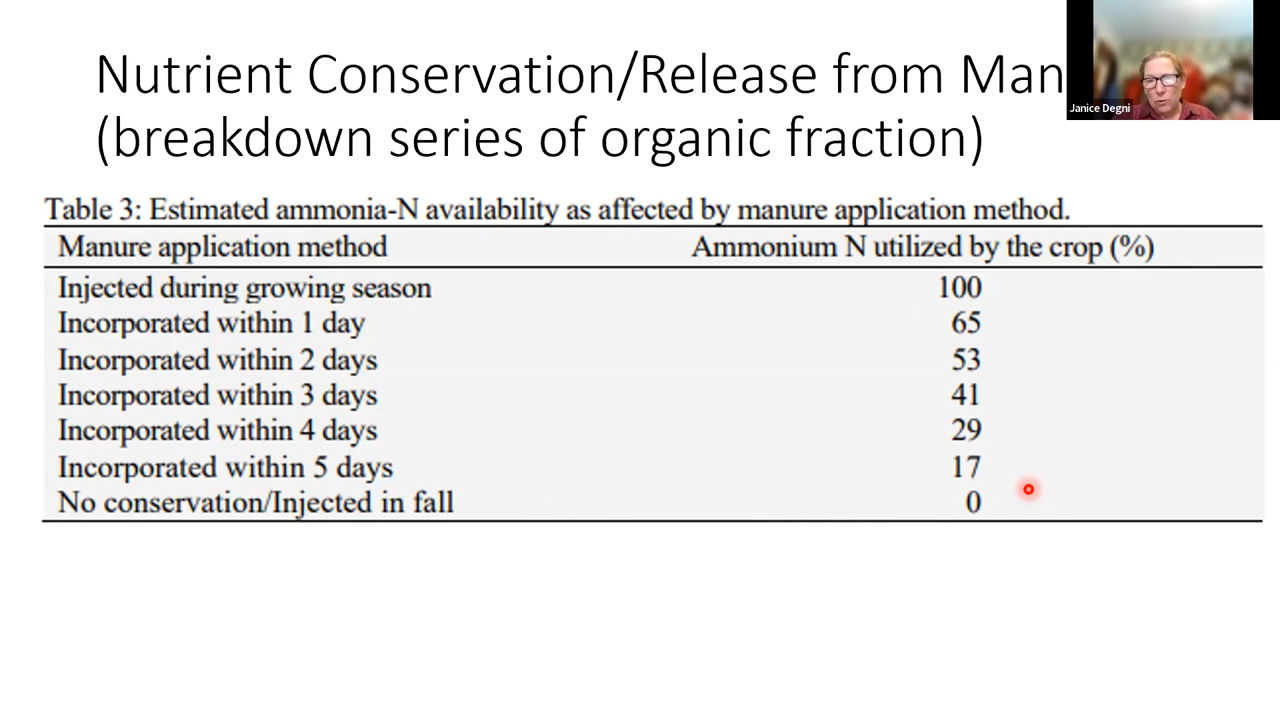 Nutrient Conservation/Release from Man
(breakdown series of organic fraction)
Janice Degni
Table 3: Estimated ammonia-N availability as affected by manure application method.
Manure application method Ammonium N utilized by the crop (%)
Injected during growing season 100
Incorporated within 1 day 65
Incorporated within 2 days 53
Incorporated within 3 days 41
Incorporated within 4 days 29
Incorporated within 5 days 17
No conservation/Injected in fall 0